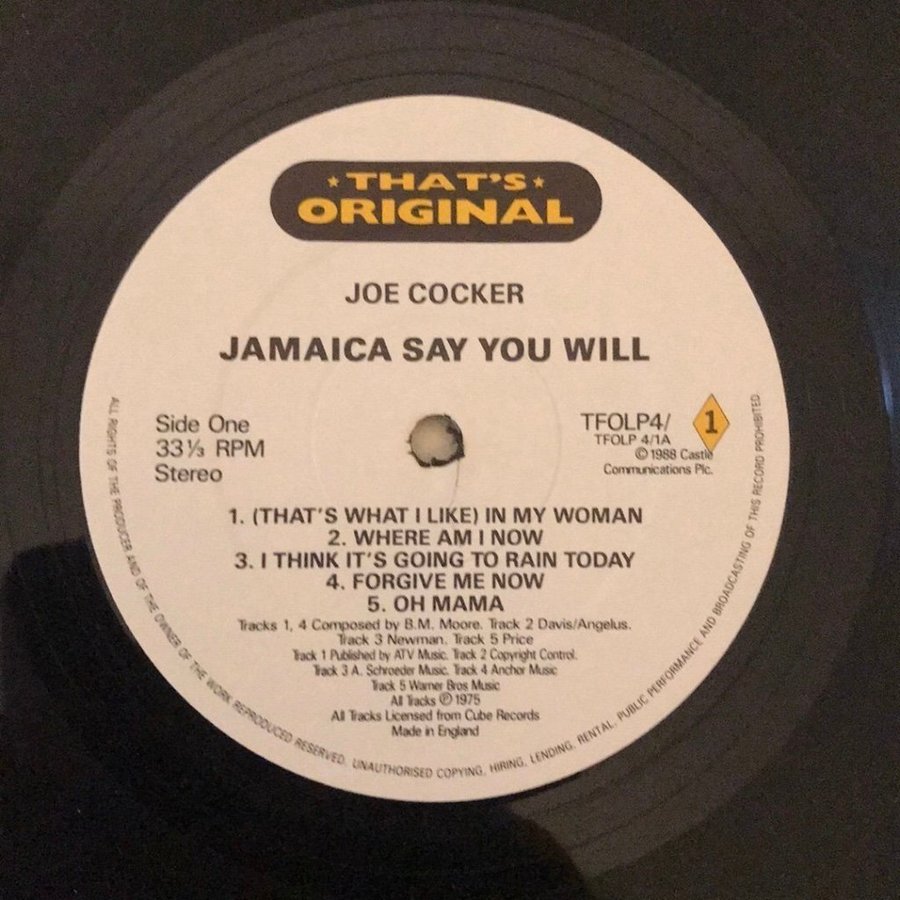 ★ THAT'S ★
ORIGINAL
JOE COCKER
JAMAICA SAY YOU WILL
Side One
33⅓ RPM
Stereo
TFOLP4/
1
TFOLP 4/1A
©1988 Castle
Communications Plc.
1. (THAT'S WHAT I LIKE) IN MY WOMAN
2. WHERE AM I NOW
3. I THINK IT'S GOING TO RAIN TODAY
4. FORGIVE ME NOW
5. OH MAMA
Tracks 1, 4 Composed by B.M. Moore. Track 2 Davis/Angelus.
Track 3 Newman. Track 5 Price
Track 1 Published by ATV Music. Track 2 Copyright Control.
Track 3 A. Schroeder Music. Track 4 Anchor Music
Track 5 Warner Bros Music
All Tracks ℗ 1975
All Tracks Licensed from Cube Records
Made in England
ALL RIGHTS OF THE PRODUCER AND OF THE OWNER OF THE WORK REPRODUCED RESERVED. UNAUTHORISED COPYING, HIRING, LENDING, RENTAL, PUBLIC PERFORMANCE AND BROADCASTING OF THIS RECORD PROHIBITED.